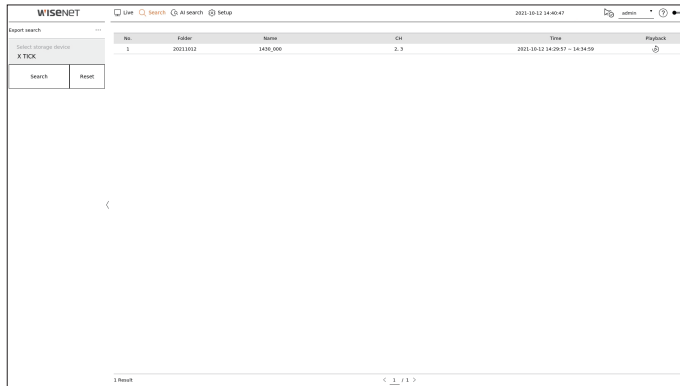 WISENET
Live Search AI search Setup 2021-10-12 14:40:47 admin ?
Export search ...
Select storage device
X TICK
Search Reset
No. Folder Name CH Time Playback
1 20211012 1430_000 2, 3 2021-10-12 14:29:57 ~ 14:34:59
1 Result < 1 / 1 >